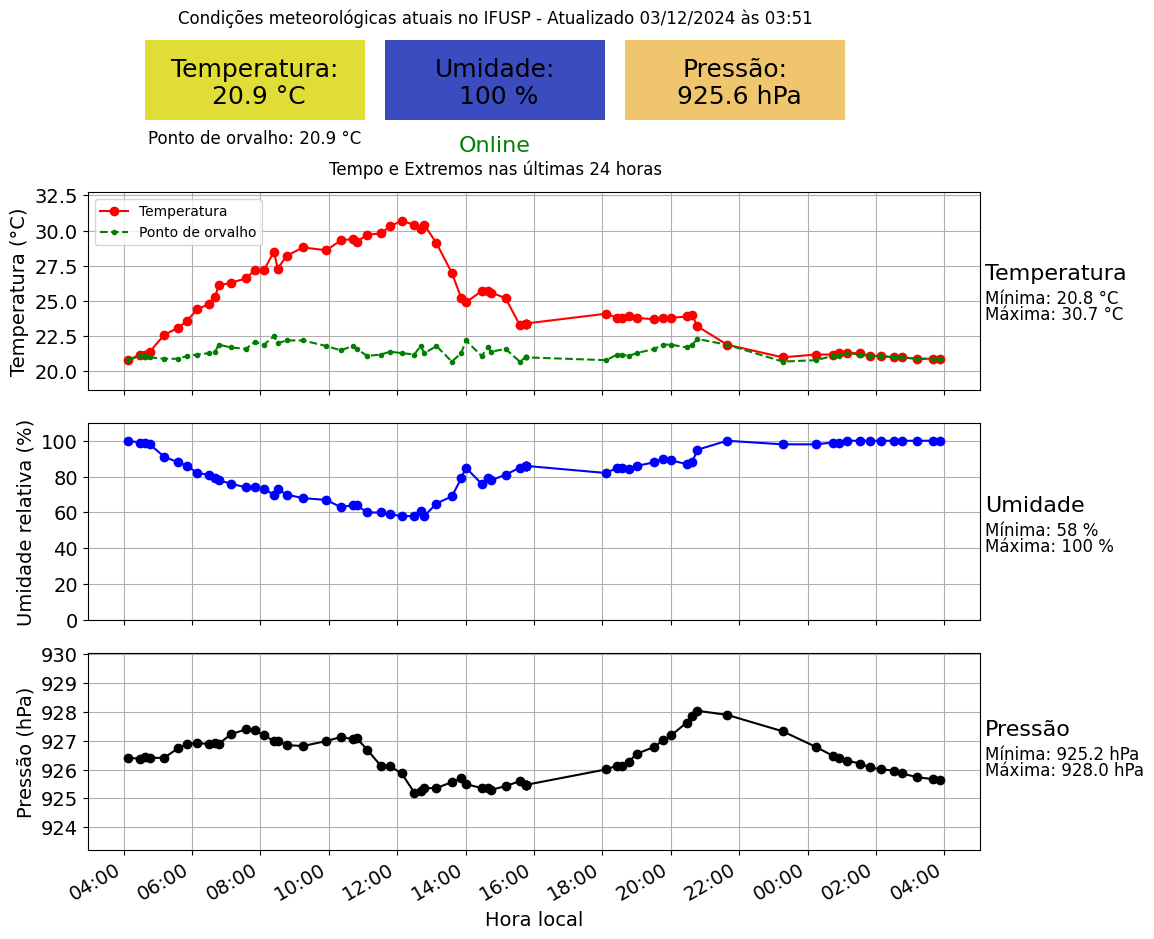 Condições meteorológicas atuais no IFUSP - Atualizado 03/12/2024 às 03:51
Temperatura:
20.9 °C
Umidade:
100 %
Pressão:
925.6 hPa
Ponto de orvalho: 20.9 °C
Online
Tempo e Extremos nas últimas 24 horas
Temperatura (°C)
32.5
30.0
27.5
25.0
22.5
20.0
Temperatura
Ponto de orvalho
Temperatura
Mínima: 20.8 °C
Máxima: 30.7 °C
Umidade relativa (%)
100
80
60
40
20
0
Umidade
Mínima: 58 %
Máxima: 100 %
Pressão (hPa)
930
929
928
927
926
925
924
Pressão
Mínima: 925.2 hPa
Máxima: 928.0 hPa
04:00 06:00 08:00 10:00 12:00 14:00 16:00 18:00 20:00 22:00 00:00 02:00 04:00
Hora local